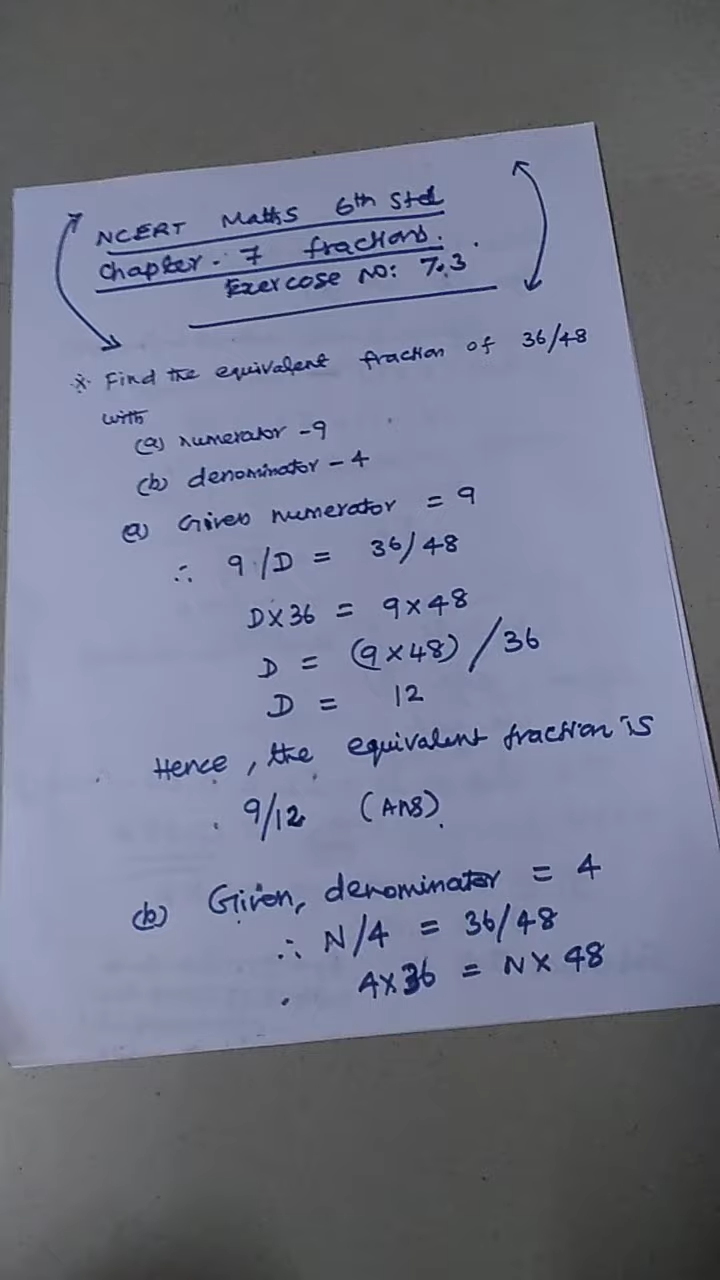 NCERT Maths 6th Std
Chapter - 7 fractions.
Exercose NO: 7.3.
* Find the equivalent fraction of 36/48
with
(a) numerator - 9
(b) denominator - 4
(a) Given numerator = 9
∴ 9/D = 36/48
D×36 = 9×48
D = (9×48)/36
D = 12
Hence, the equivalent fraction is
9/12 (Ans).
(b) Given, denominator = 4
∴ N/4 = 36/48
4×36 = N×48